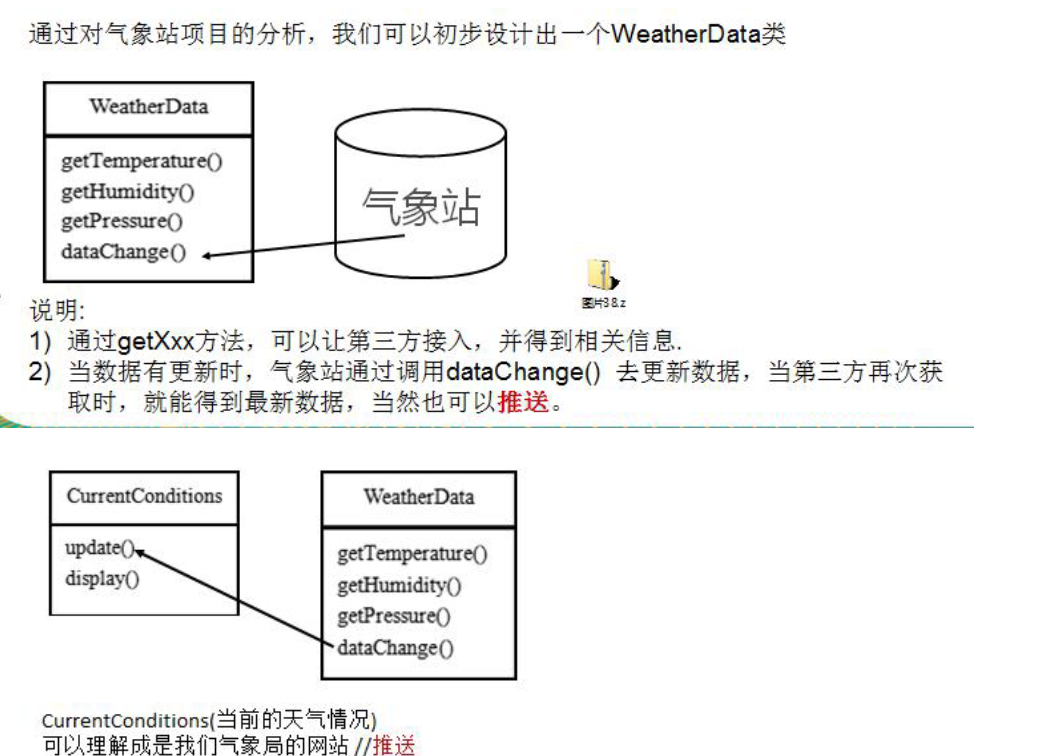 通过对气象站项目的分析，我们可以初步设计出一个WeatherData类
WeatherData
getTemperature()
getHumidity()
getPressure()
dataChange()
气象站
图片38.z
说明:
1) 通过getXxx方法，可以让第三方接入，并得到相关信息.
2) 当数据有更新时，气象站通过调用dataChange() 去更新数据，当第三方再次获
取时，就能得到最新数据，当然也可以推送。
CurrentConditions
update()
display()
WeatherData
getTemperature()
getHumidity()
getPressure()
dataChange()
CurrentConditions(当前的天气情况)
可以理解成是我们气象局的网站 //推送